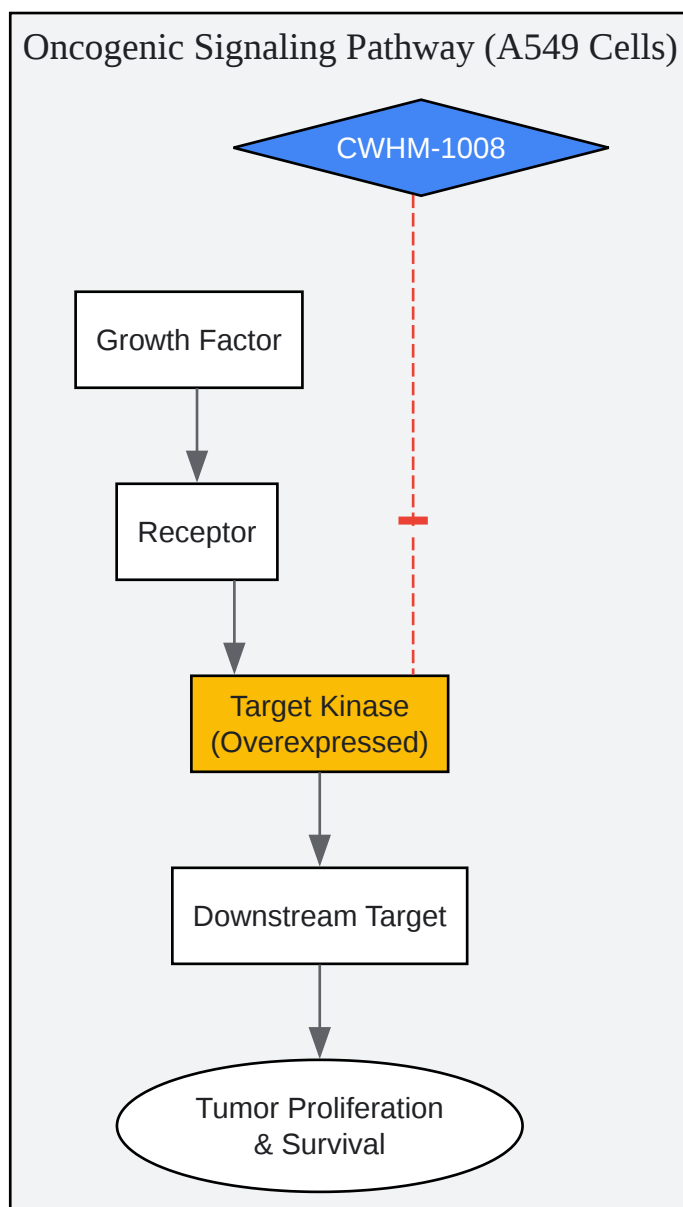 Oncogenic Signaling Pathway (A549 Cells)
CWHM-1008
Growth Factor
Receptor
Target Kinase
(Overexpressed)
Downstream Target
Tumor Proliferation
& Survival